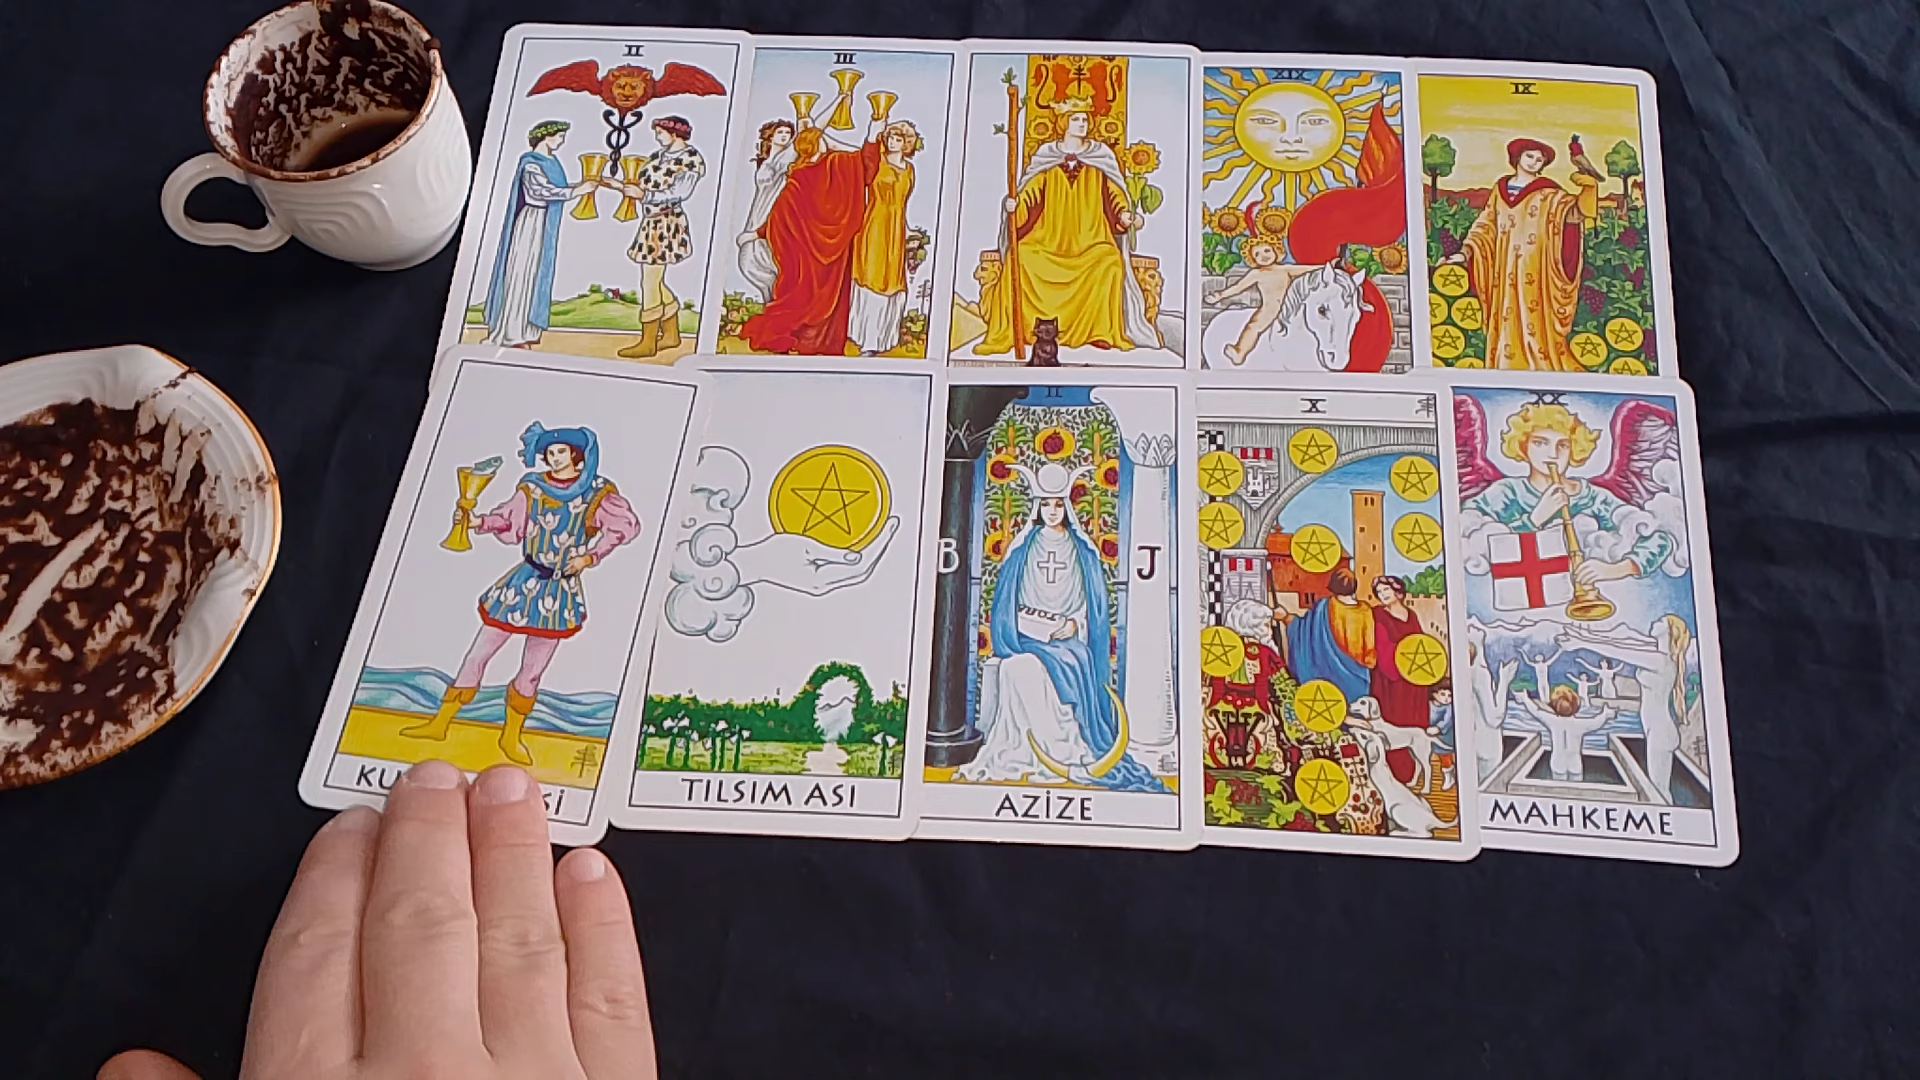 II
III
XIX
IX
TILSIM ASI
II
B
J
AZİZE
X
XX
MAHKEME